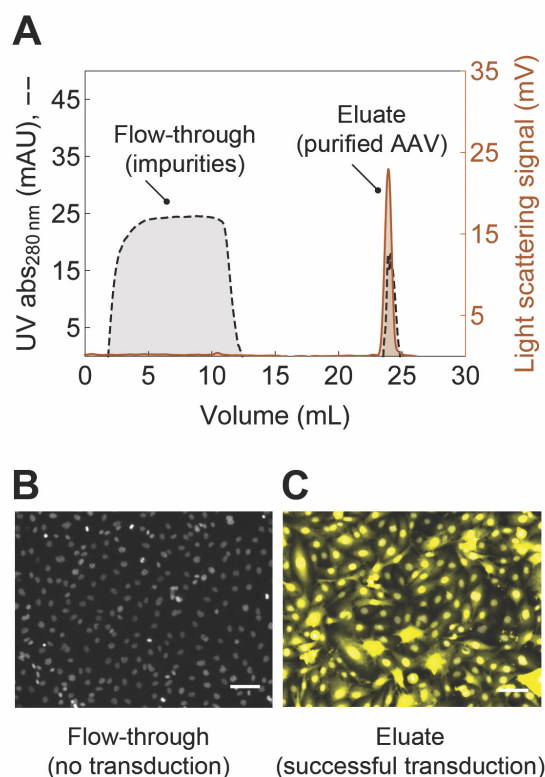 A
UV abs280 nm (mAU), – –
45
35
25
15
5
Flow-through
(impurities)
Eluate
(purified AAV)
35
25
15
5
Light scattering signal (mV)
0
5
10
15
20
25
30
Volume (mL)
B
C
Flow-through
(no transduction)
Eluate
(successful transduction)